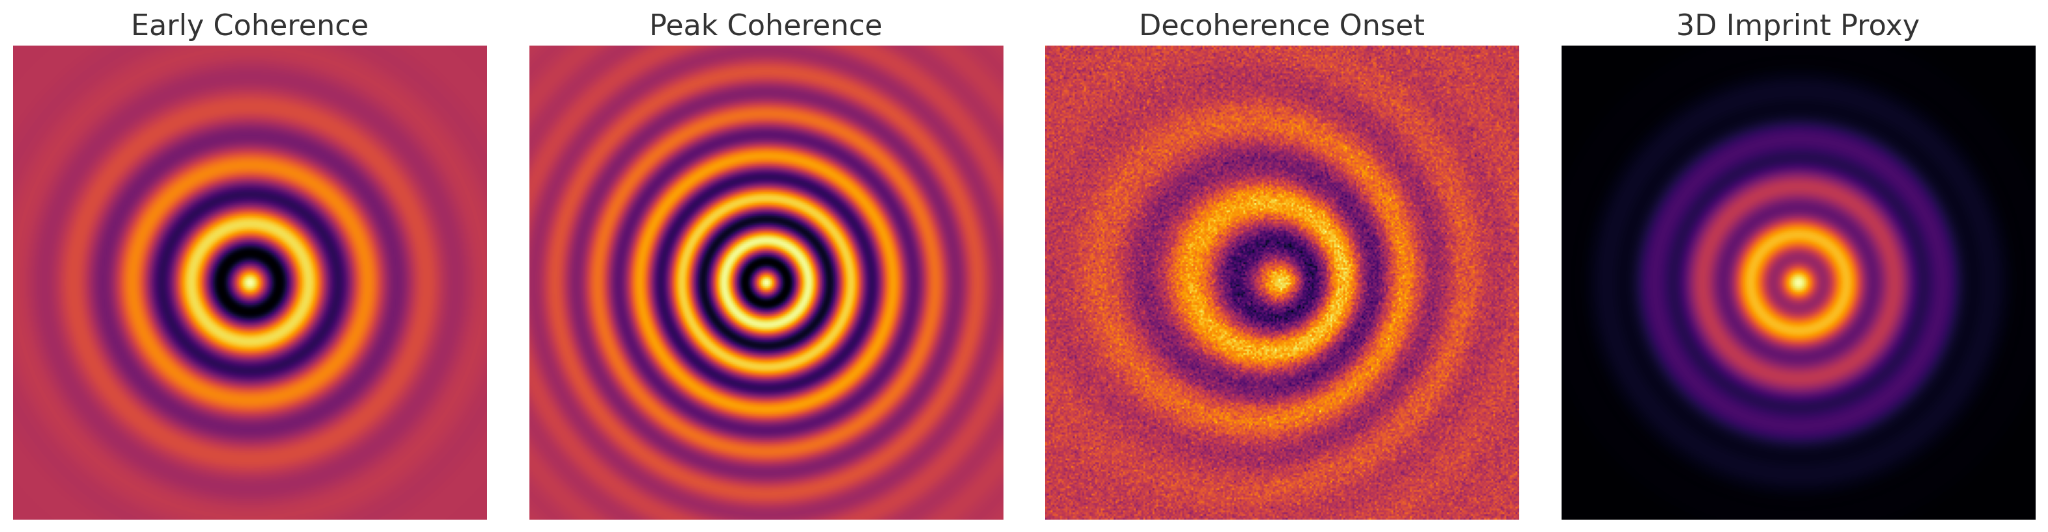 Early Coherence
Peak Coherence
Decoherence Onset
3D Imprint Proxy